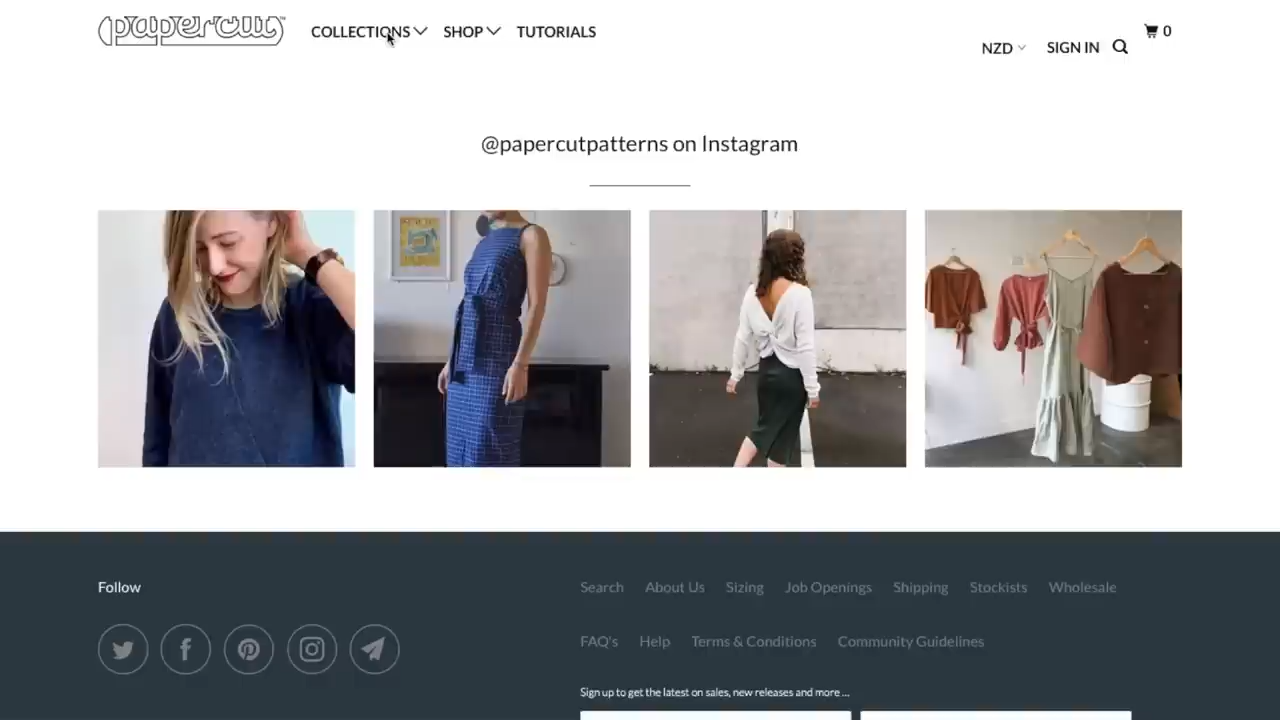 papercut™
COLLECTIONS SHOP TUTORIALS
NZD SIGN IN 0
@papercutpatterns on Instagram
Follow
Search About Us Sizing Job Openings Shipping Stockists Wholesale
FAQ's Help Terms & Conditions Community Guidelines
Sign up to get the latest on sales, new releases and more ...